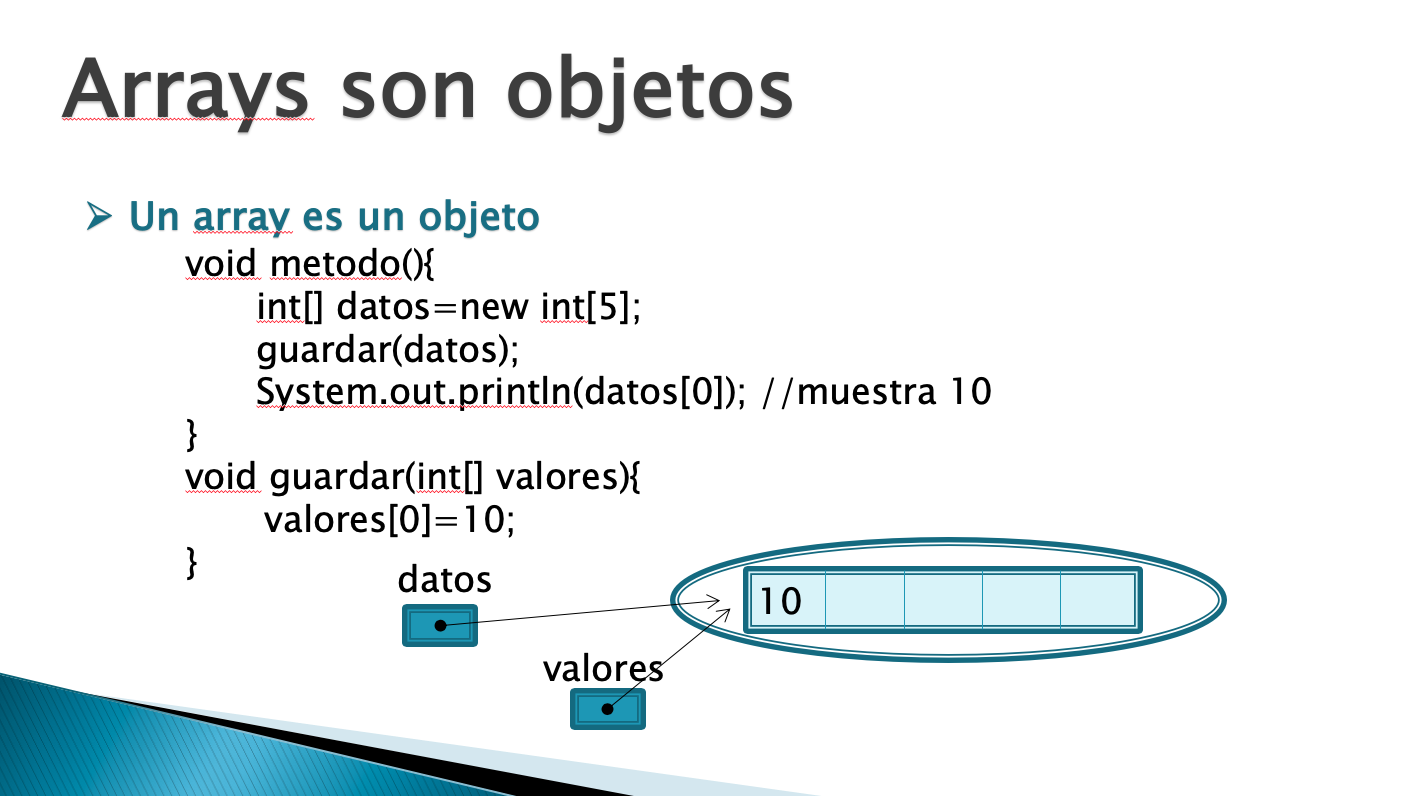 Arrays son objetos
Un array es un objeto
void metodo(){
int[] datos=new int[5];
guardar(datos);
System.out.println(datos[0]); //muestra 10
}
void guardar(int[] valores){
valores[0]=10;
}
datos
10
valores